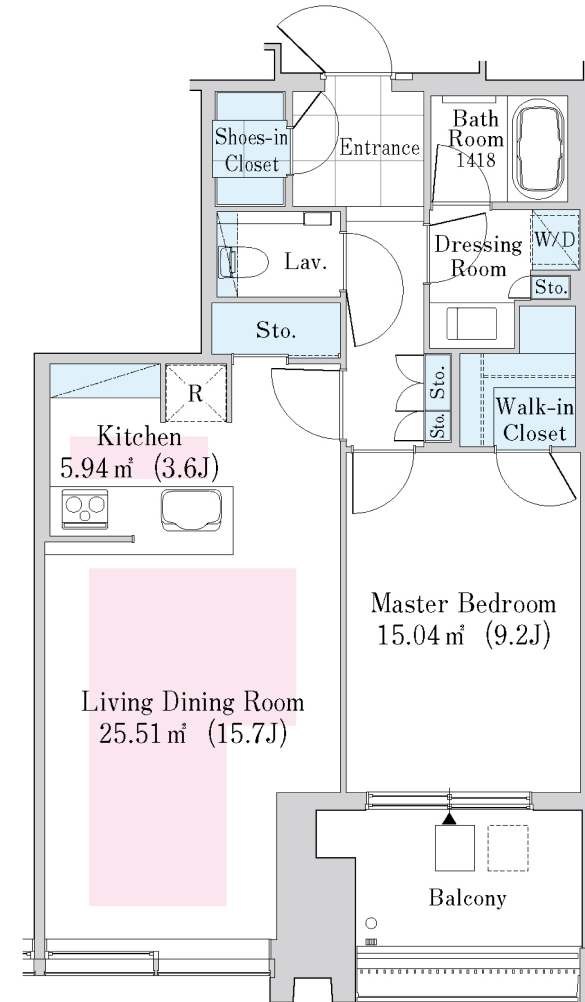 Shoes-in
Closet
Entrance
Bath
Room
1418
Lav.
Dressing
Room
W/D
Sto.
Sto.
R
Sto.
Sto.
Walk-in
Closet
Kitchen
5.94㎡ (3.6J)
Master Bedroom
15.04㎡ (9.2J)
Living Dining Room
25.51㎡ (15.7J)
Balcony